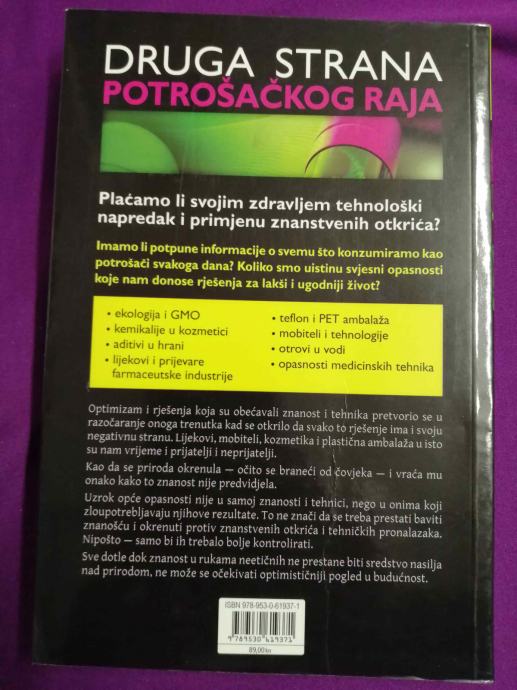 DRUGA STRANA
POTROŠAČKOG RAJA
Plaćamo li svojim zdravljem tehnološki
napredak i primjenu znanstvenih otkrića?
Imamo li potpune informacije o svemu što konzumiramo kao
potrošači svakoga dana? Koliko smo uistinu svjesni opasnosti
koje nam donose rješenja za lakši i ugodniji život?
• ekologija i GMO
• kemikalije u kozmetici
• aditivi u hrani
• lijekovi i prijevare
farmaceutske industrije
• teflon i PET ambalaža
• mobiteli i tehnologije
• otrovi u vodi
• opasnosti medicinskih tehnika
Optimizam i rješenja koja su obećavali znanost i tehnika pretvorio se u
razočaranje onoga trenutka kad se otkrilo da svako to rješenje ima i svoju
negativnu stranu. Lijekovi, mobiteli, kozmetika i plastična ambalaža u isto
su nam vrijeme i prijatelji i neprijatelji.
Kao da se priroda okrenula — očito se braneći od čovjeka — i vraća mu
onako kako to znanost nije predvidjela.
Uzrok opće opasnosti nije u samoj znanosti i tehnici, nego u onima koji
zloupotrebljavaju njihove rezultate. To ne znači da se treba prestati baviti
znanošću i okrenuti protiv znanstvenih otkrića i tehničkih pronalazaka.
Nipošto — samo bi ih trebalo bolje kontrolirati.
Sve dotle dok znanost u rukama neetičnih ne prestane biti sredstvo nasilja
nad prirodom, ne može se očekivati optimističniji pogled u budućnost.
ISBN 978-953-0-61937-1
9 789530 619371
89,00 kn